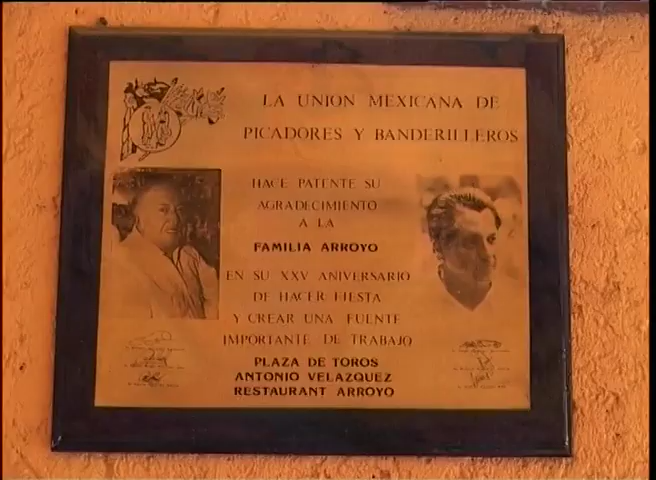 LA UNION MEXICANA DE
PICADORES Y BANDERILLEROS
HACE PATENTE SU
AGRADECIMIENTO
A LA
FAMILIA ARROYO
EN SU XXV ANIVERSARIO
DE HACER FIESTA
Y CREAR UNA FUENTE
IMPORTANTE DE TRABAJO
PLAZA DE TOROS
ANTONIO VELAZQUEZ
RESTAURANT ARROYO